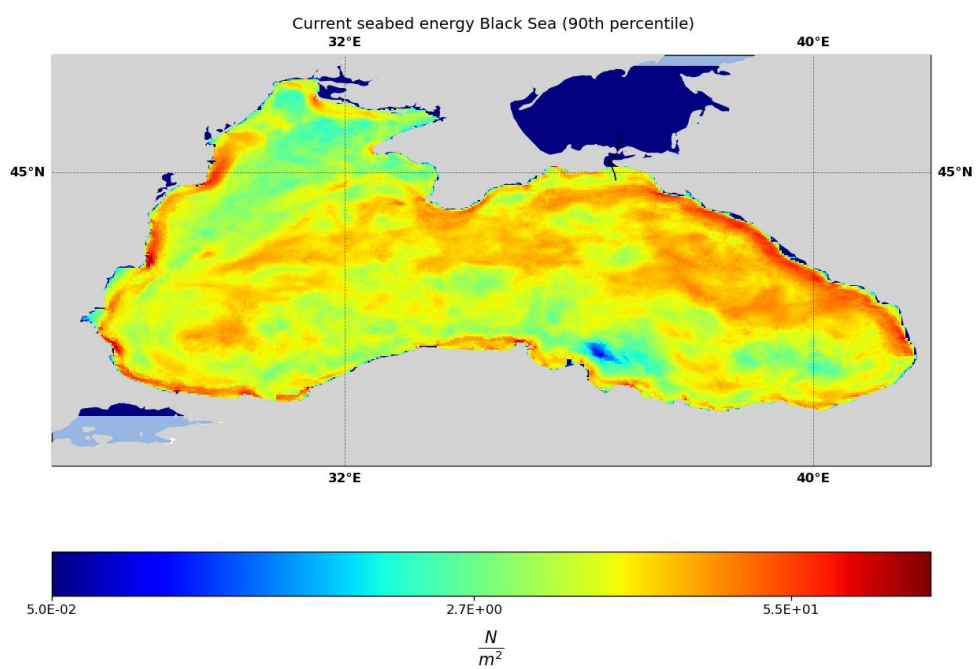 Current seabed energy Black Sea (90th percentile)
32°E 40°E
45°N 45°N
32°E 40°E
5.0E-02 2.7E+00 5.5E+01
N
m²